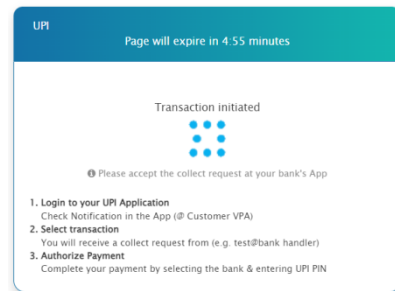 UPI
Page will expire in 4:55 minutes
Transaction initiated
Please accept the collect request at your bank's App
1. Login to your UPI Application
Check Notification in the App (@ Customer VPA)
2. Select transaction
You will receive a collect request from (e.g. test@bank handler)
3. Authorize Payment
Complete your payment by selecting the bank & entering UPI PIN